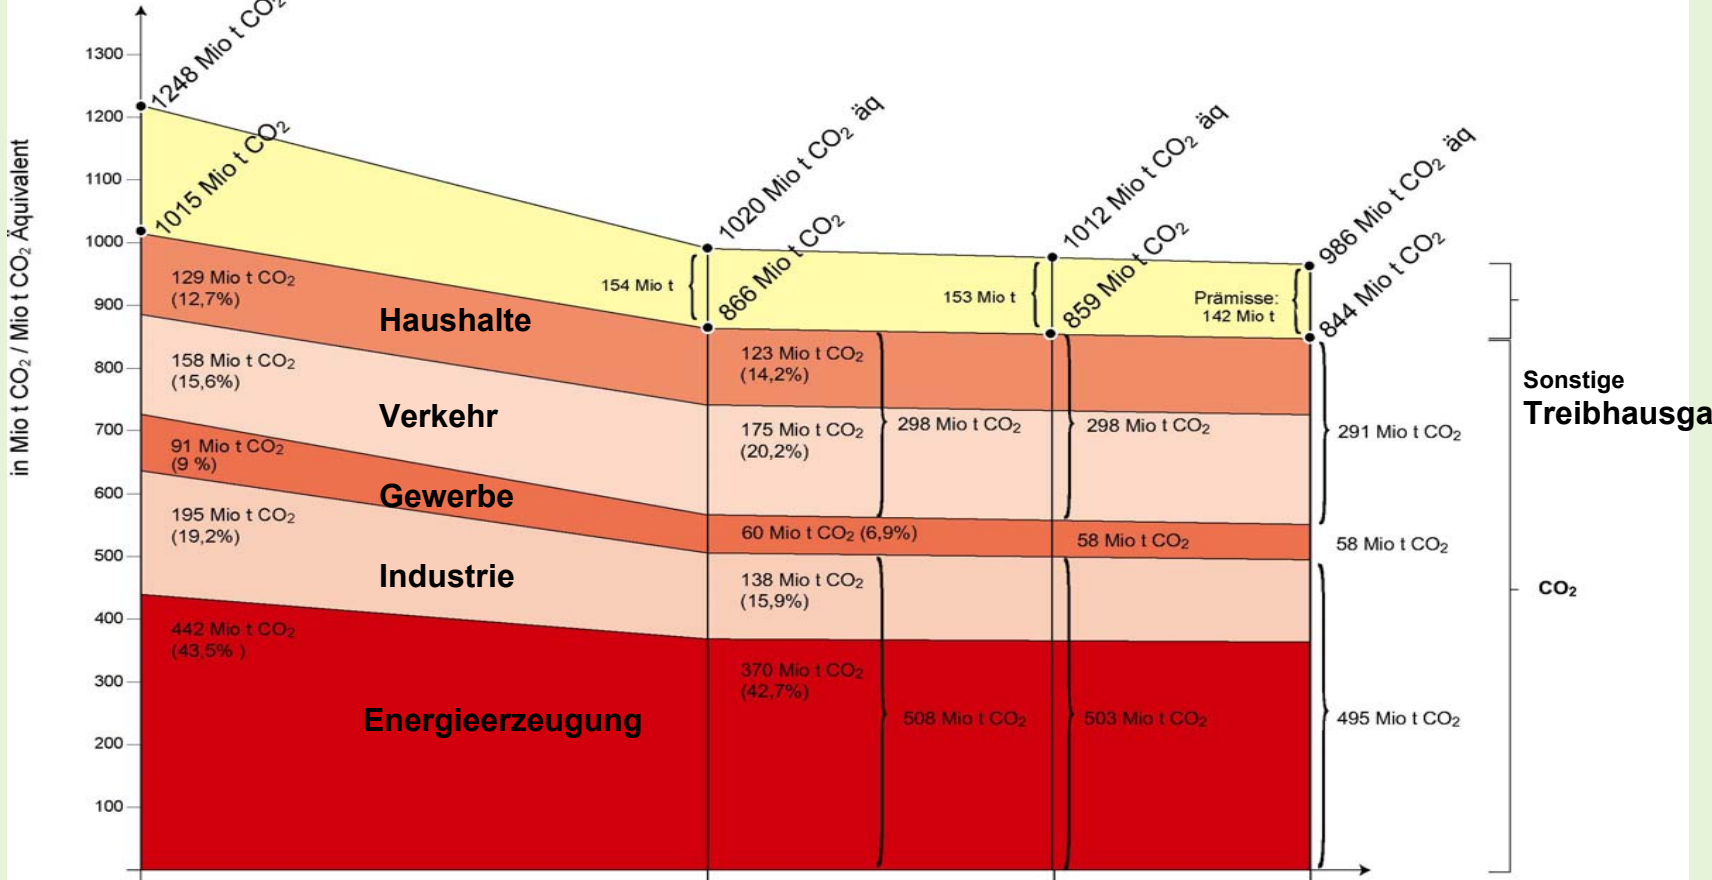 in Mio t CO₂ / Mio t CO₂ Äquivalent
1300
1200
1100
1000
900
800
700
600
500
400
300
200
100
1248 Mio t CO₂
1015 Mio t CO₂
1020 Mio t CO₂ äq
866 Mio t CO₂
1012 Mio t CO₂ äq
859 Mio t CO₂
986 Mio t CO₂ äq
844 Mio t CO₂
154 Mio t
153 Mio t
Prämisse:
142 Mio t
129 Mio t CO₂
(12,7%)
Haushalte
123 Mio t CO₂
(14,2%)
158 Mio t CO₂
(15,6%)
Verkehr
175 Mio t CO₂
(20,2%)
298 Mio t CO₂
298 Mio t CO₂
291 Mio t CO₂
91 Mio t CO₂
(9 %)
Gewerbe
60 Mio t CO₂ (6,9%)
58 Mio t CO₂
58 Mio t CO₂
195 Mio t CO₂
(19,2%)
Industrie
138 Mio t CO₂
(15,9%)
442 Mio t CO₂
(43,5% )
Energieerzeugung
370 Mio t CO₂
(42,7%)
508 Mio t CO₂
503 Mio t CO₂
495 Mio t CO₂
Sonstige
Treibhausga
CO₂